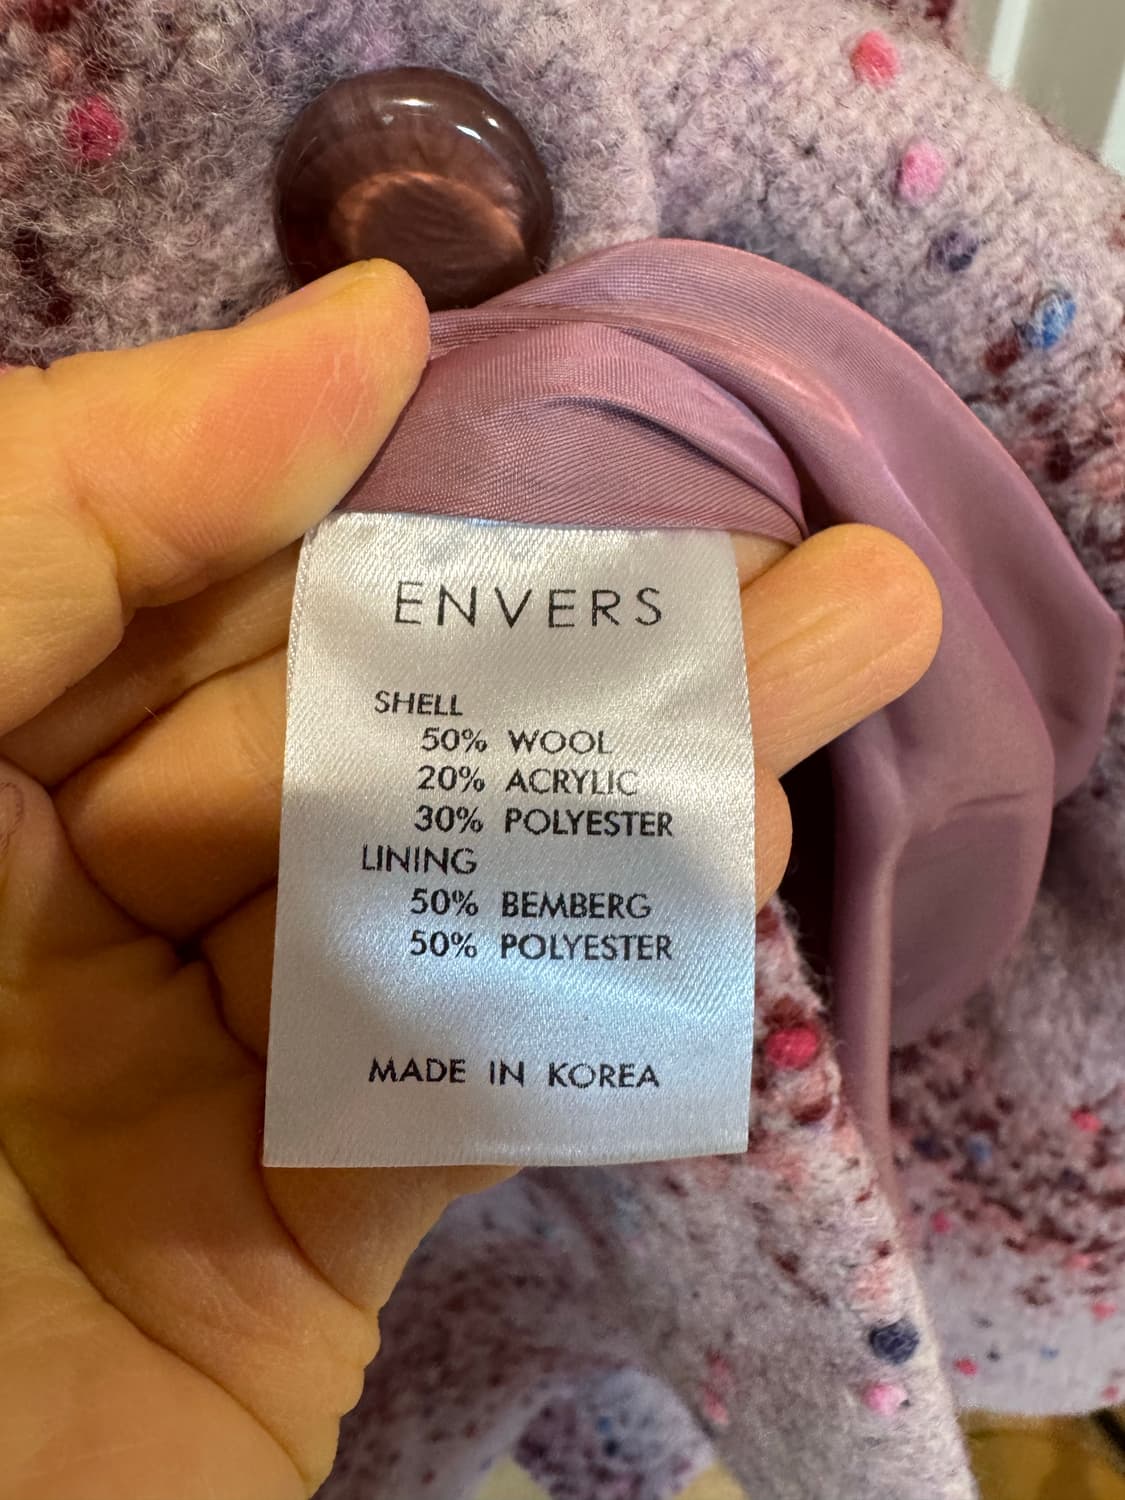 ENVERS
SHELL
50% WOOL
20% ACRYLIC
30% POLYESTER
LINING
50% BEMBERG
50% POLYESTER
MADE IN KOREA